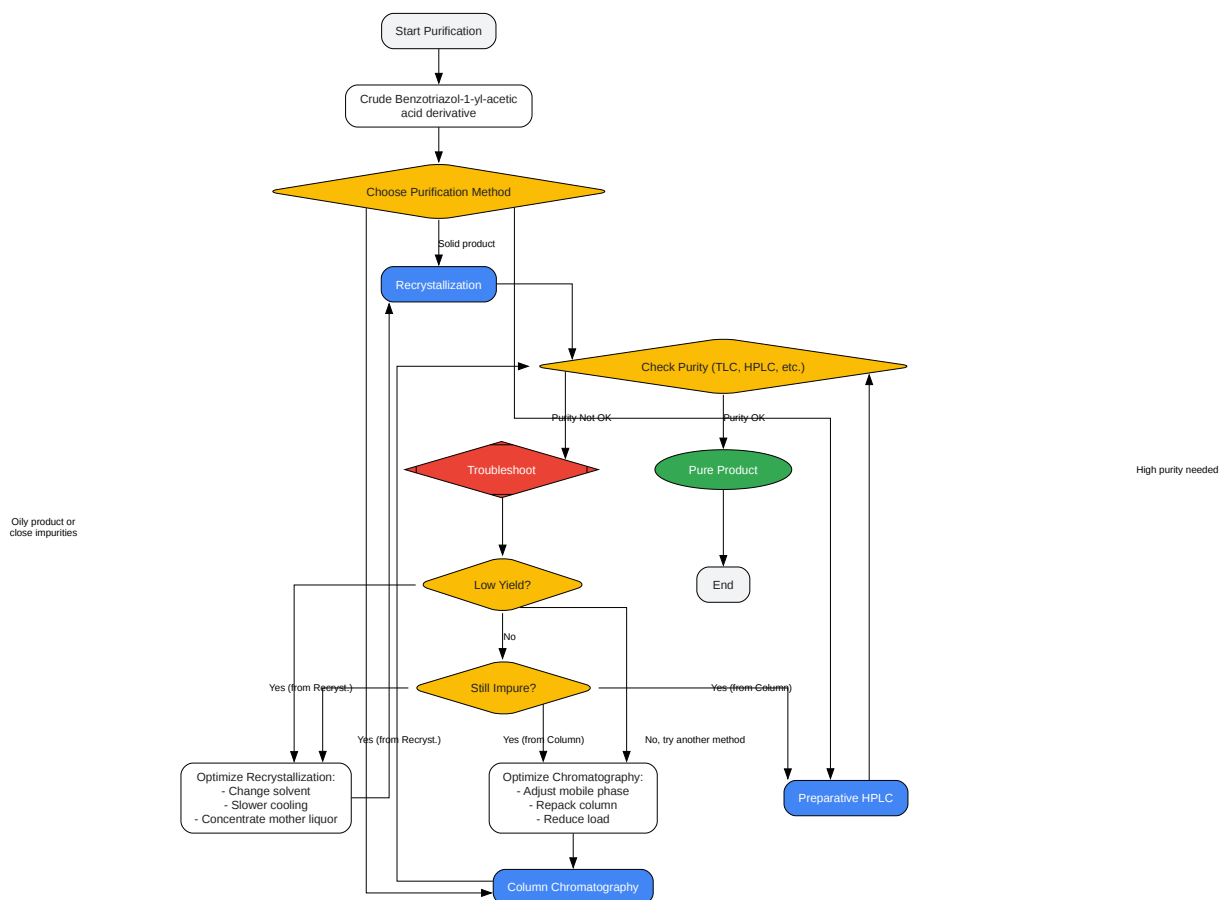 Start Purification
Crude Benzotriazol-1-yl-acetic
acid derivative
Choose Purification Method
Solid product
Recrystallization
Check Purity (TLC, HPLC, etc.)
Purity Not OK
Purity OK
Troubleshoot
Pure Product
High purity needed
Oily product or
close impurities
Low Yield?
End
No
Yes (from Recryst.)
Still Impure?
Yes (from Column)
Yes (from Recryst.)
Yes (from Column)
No, try another method
Optimize Recrystallization:
- Change solvent
- Slower cooling
- Concentrate mother liquor
Optimize Chromatography:
- Adjust mobile phase
- Repack column
- Reduce load
Preparative HPLC
Column Chromatography